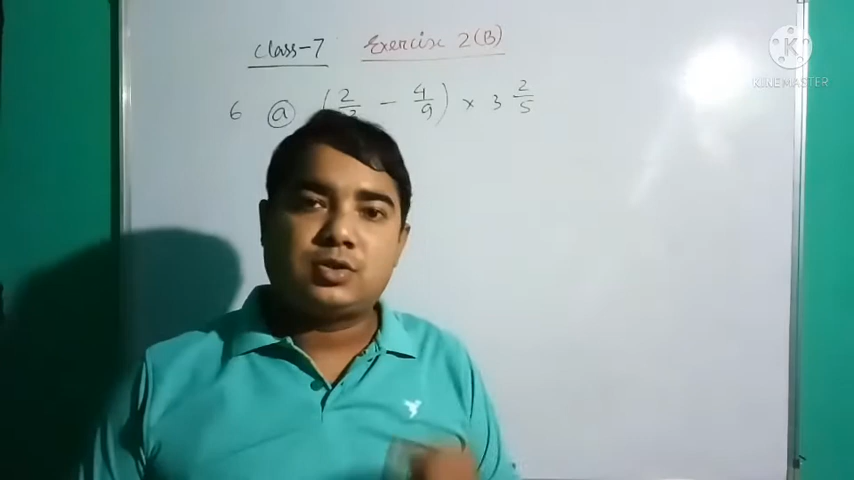 Class-7 Exercise 2(B)
6 (a) (2/3 - 4/9) × 3 2/5
K
KINEMASTER